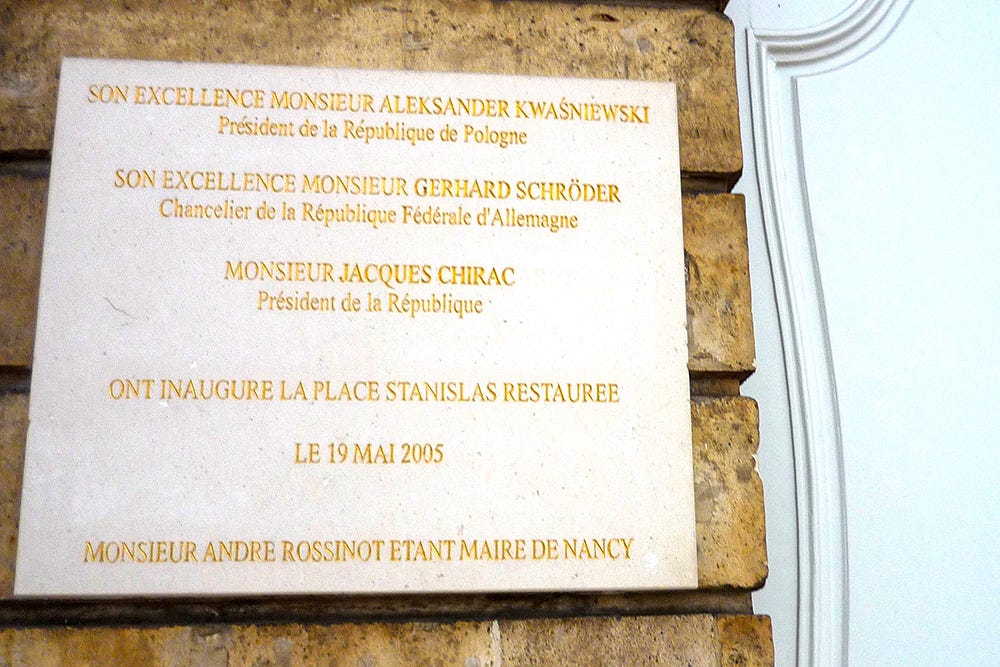 SON EXCELLENCE MONSIEUR ALEKSANDER KWAŚNIEWSKI
Président de la République de Pologne
SON EXCELLENCE MONSIEUR GERHARD SCHRÖDER
Chancelier de la République Fédérale d'Allemagne
MONSIEUR JACQUES CHIRAC
Président de la République
ONT INAUGURE LA PLACE STANISLAS RESTAUREE
LE 19 MAI 2005
MONSIEUR ANDRE ROSSINOT ETANT MAIRE DE NANCY